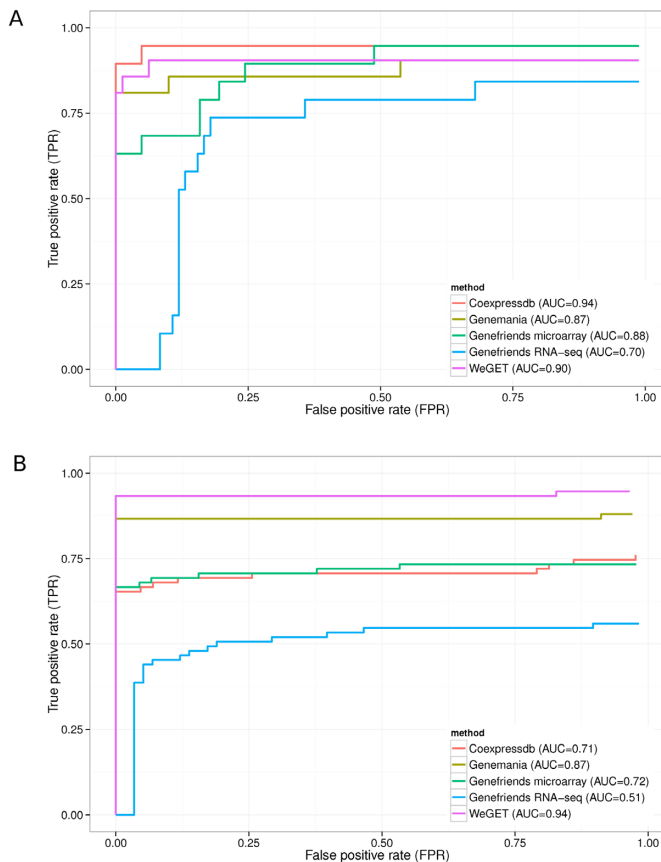 A
1.00
0.75
0.50
0.25
0.00
True positive rate (TPR)
method
Coexpressdb (AUC=0.94)
Genemania (AUC=0.87)
Genefriends microarray (AUC=0.88)
Genefriends RNA-seq (AUC=0.70)
WeGET (AUC=0.90)
0.00 0.25 0.50 0.75 1.00
False positive rate (FPR)
B
1.00
0.75
0.50
0.25
0.00
True positive rate (TPR)
method
Coexpressdb (AUC=0.71)
Genemania (AUC=0.87)
Genefriends microarray (AUC=0.72)
Genefriends RNA-seq (AUC=0.51)
WeGET (AUC=0.94)
0.00 0.25 0.50 0.75 1.00
False positive rate (FPR)